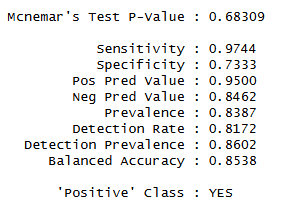 Mcnemar's Test P-Value : 0.68309
Sensitivity : 0.9744
Specificity : 0.7333
Pos Pred Value : 0.9500
Neg Pred Value : 0.8462
Prevalence : 0.8387
Detection Rate : 0.8172
Detection Prevalence : 0.8602
Balanced Accuracy : 0.8538
'Positive' Class : YES